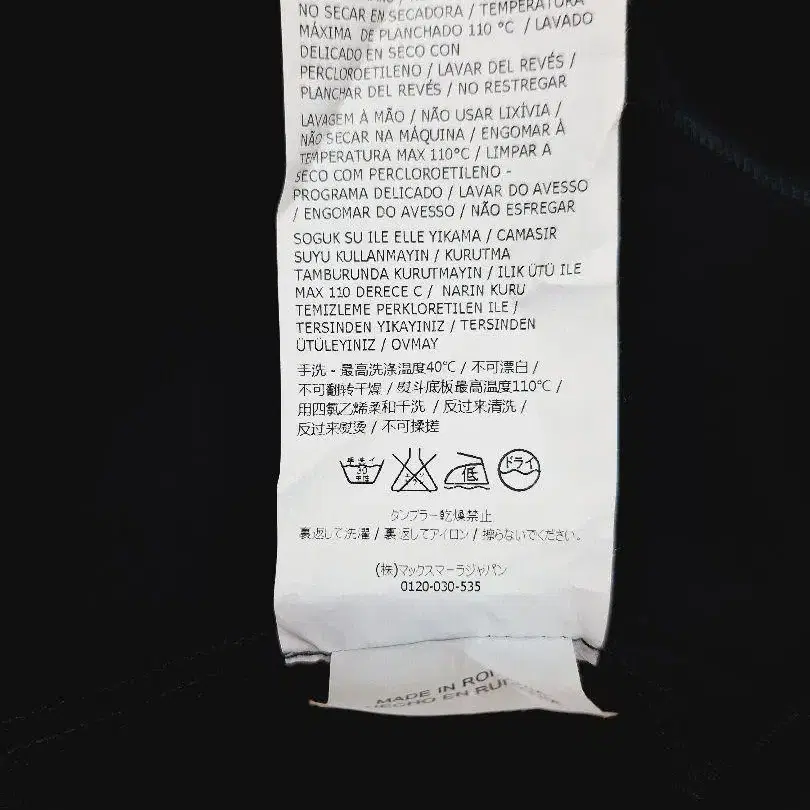 NO SECAR EN SECADORA / TEMPERATURA
MÁXIMA DE PLANCHADO 110 °C / LAVADO
DELICADO EN SECO CON
PERCLOROETILENO / LAVAR DEL REVÉS /
PLANCHAR DEL REVÉS / NO RESTREGAR
LAVAGEM À MÃO / NÃO USAR LIXÍVIA /
NÃO SECAR NA MÁQUINA / ENGOMAR À
TEMPERATURA MAX 110°C / LIMPAR A
SECO COM PERCLOROETILENO -
PROGRAMA DELICADO / LAVAR DO AVESSO
/ ENGOMAR DO AVESSO / NÃO ESFREGAR
SOGUK SU ILE ELLE YIKAMA / CAMASIR
SUYU KULLANMAYIN / KURUTMA
TAMBURUNDA KURUTMAYIN / ILIK ÜTÜ ILE
MAX 110 DERECE C / NARIN KURU
TEMIZLEME PERKLORETILEN ILE /
TERSINDEN YIKAYINIZ / TERSINDEN
ÜTÜLEYINIZ / OVMAY
手洗 - 最高洗涤温度40℃ / 不可漂白 /
不可翻转干燥 / 熨斗底板最高温度110℃ /
用四氯乙烯柔和干洗 / 反过来清洗 /
反过来熨烫 / 不可揉搓
手洗イ 30 中性 低 ドライ
タンブラー乾燥禁止
裏返して洗濯 / 裏返してアイロン / 擦らないでください。
(株)マックスマーラジャパン
0120-030-535
MADE IN
HECHO EN